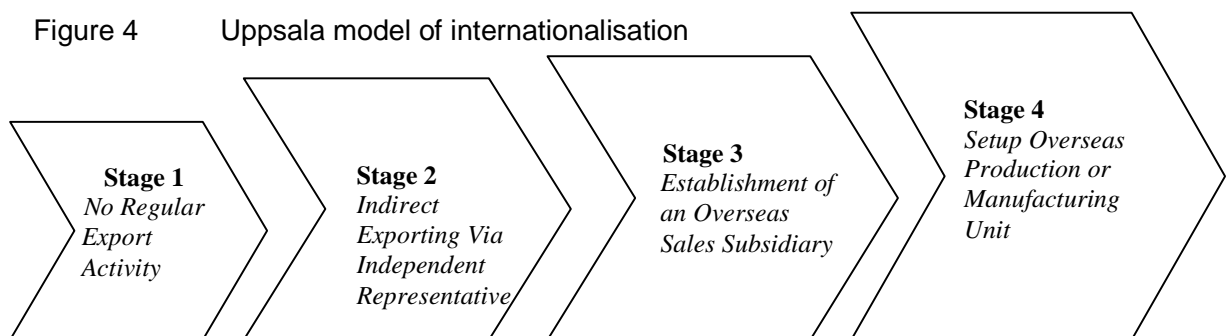 Figure 4 Uppsala model of internationalisation
Stage 1
No Regular
Export
Activity
Stage 2
Indirect
Exporting Via
Independent
Representative
Stage 3
Establishment of
an Overseas
Sales Subsidiary
Stage 4
Setup Overseas
Production or
Manufacturing
Unit